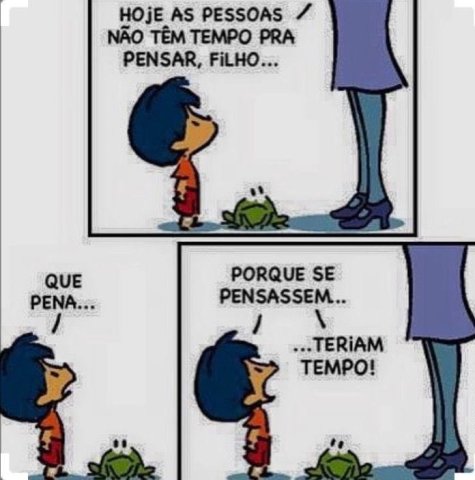 HOJE AS PESSOAS
NÃO TÊM TEMPO PRA
PENSAR, FILHO...
QUE
PENA...
PORQUE SE
PENSASSEM...
...TERIAM
TEMPO!